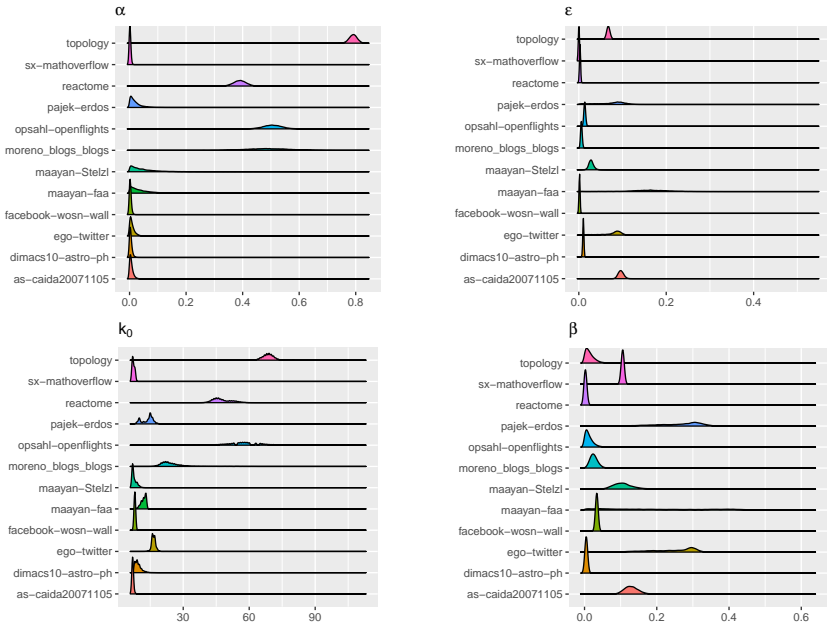 α
topology
sx−mathoverflow
reactome
pajek−erdos
opsahl−openflights
moreno_blogs_blogs
maayan−Stelzl
maayan−faa
facebook−wosn−wall
ego−twitter
dimacs10−astro−ph
as−caida20071105
0.0 0.2 0.4 0.6 0.8
ε
topology
sx−mathoverflow
reactome
pajek−erdos
opsahl−openflights
moreno_blogs_blogs
maayan−Stelzl
maayan−faa
facebook−wosn−wall
ego−twitter
dimacs10−astro−ph
as−caida20071105
0.0 0.2 0.4
k0
topology
sx−mathoverflow
reactome
pajek−erdos
opsahl−openflights
moreno_blogs_blogs
maayan−Stelzl
maayan−faa
facebook−wosn−wall
ego−twitter
dimacs10−astro−ph
as−caida20071105
30 60 90
β
topology
sx−mathoverflow
reactome
pajek−erdos
opsahl−openflights
moreno_blogs_blogs
maayan−Stelzl
maayan−faa
facebook−wosn−wall
ego−twitter
dimacs10−astro−ph
as−caida20071105
0.0 0.2 0.4 0.6